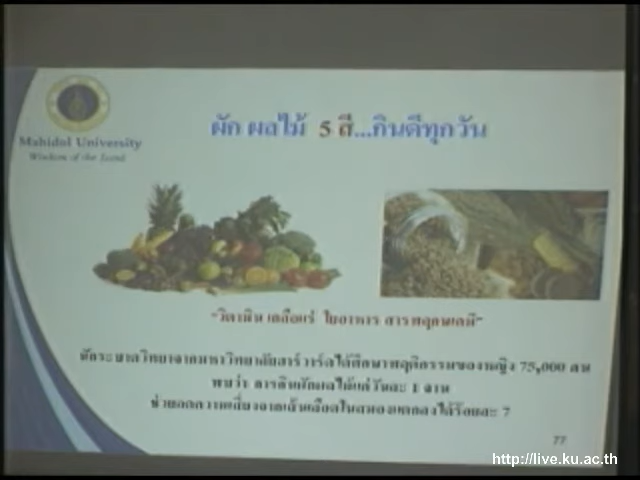 Mahidol University
Wisdom of the Land
ผัก ผลไม้ 5 สี...กินดีทุกวัน
"วิตามิน เกลือแร่ ใยอาหาร สารพฤกษเคมี"
นักระบาดวิทยาจากมหาวิทยาลัยฮาร์วาร์ดได้ศึกษาพฤติกรรมของหญิง 75,000 คน
พบว่า การกินผักผลไม้แค่วันละ 1 จาน
ช่วยลดความเสี่ยงจากเส้นเลือดในสมองแตกลงได้ร้อยละ 7
77
http://live.ku.ac.th